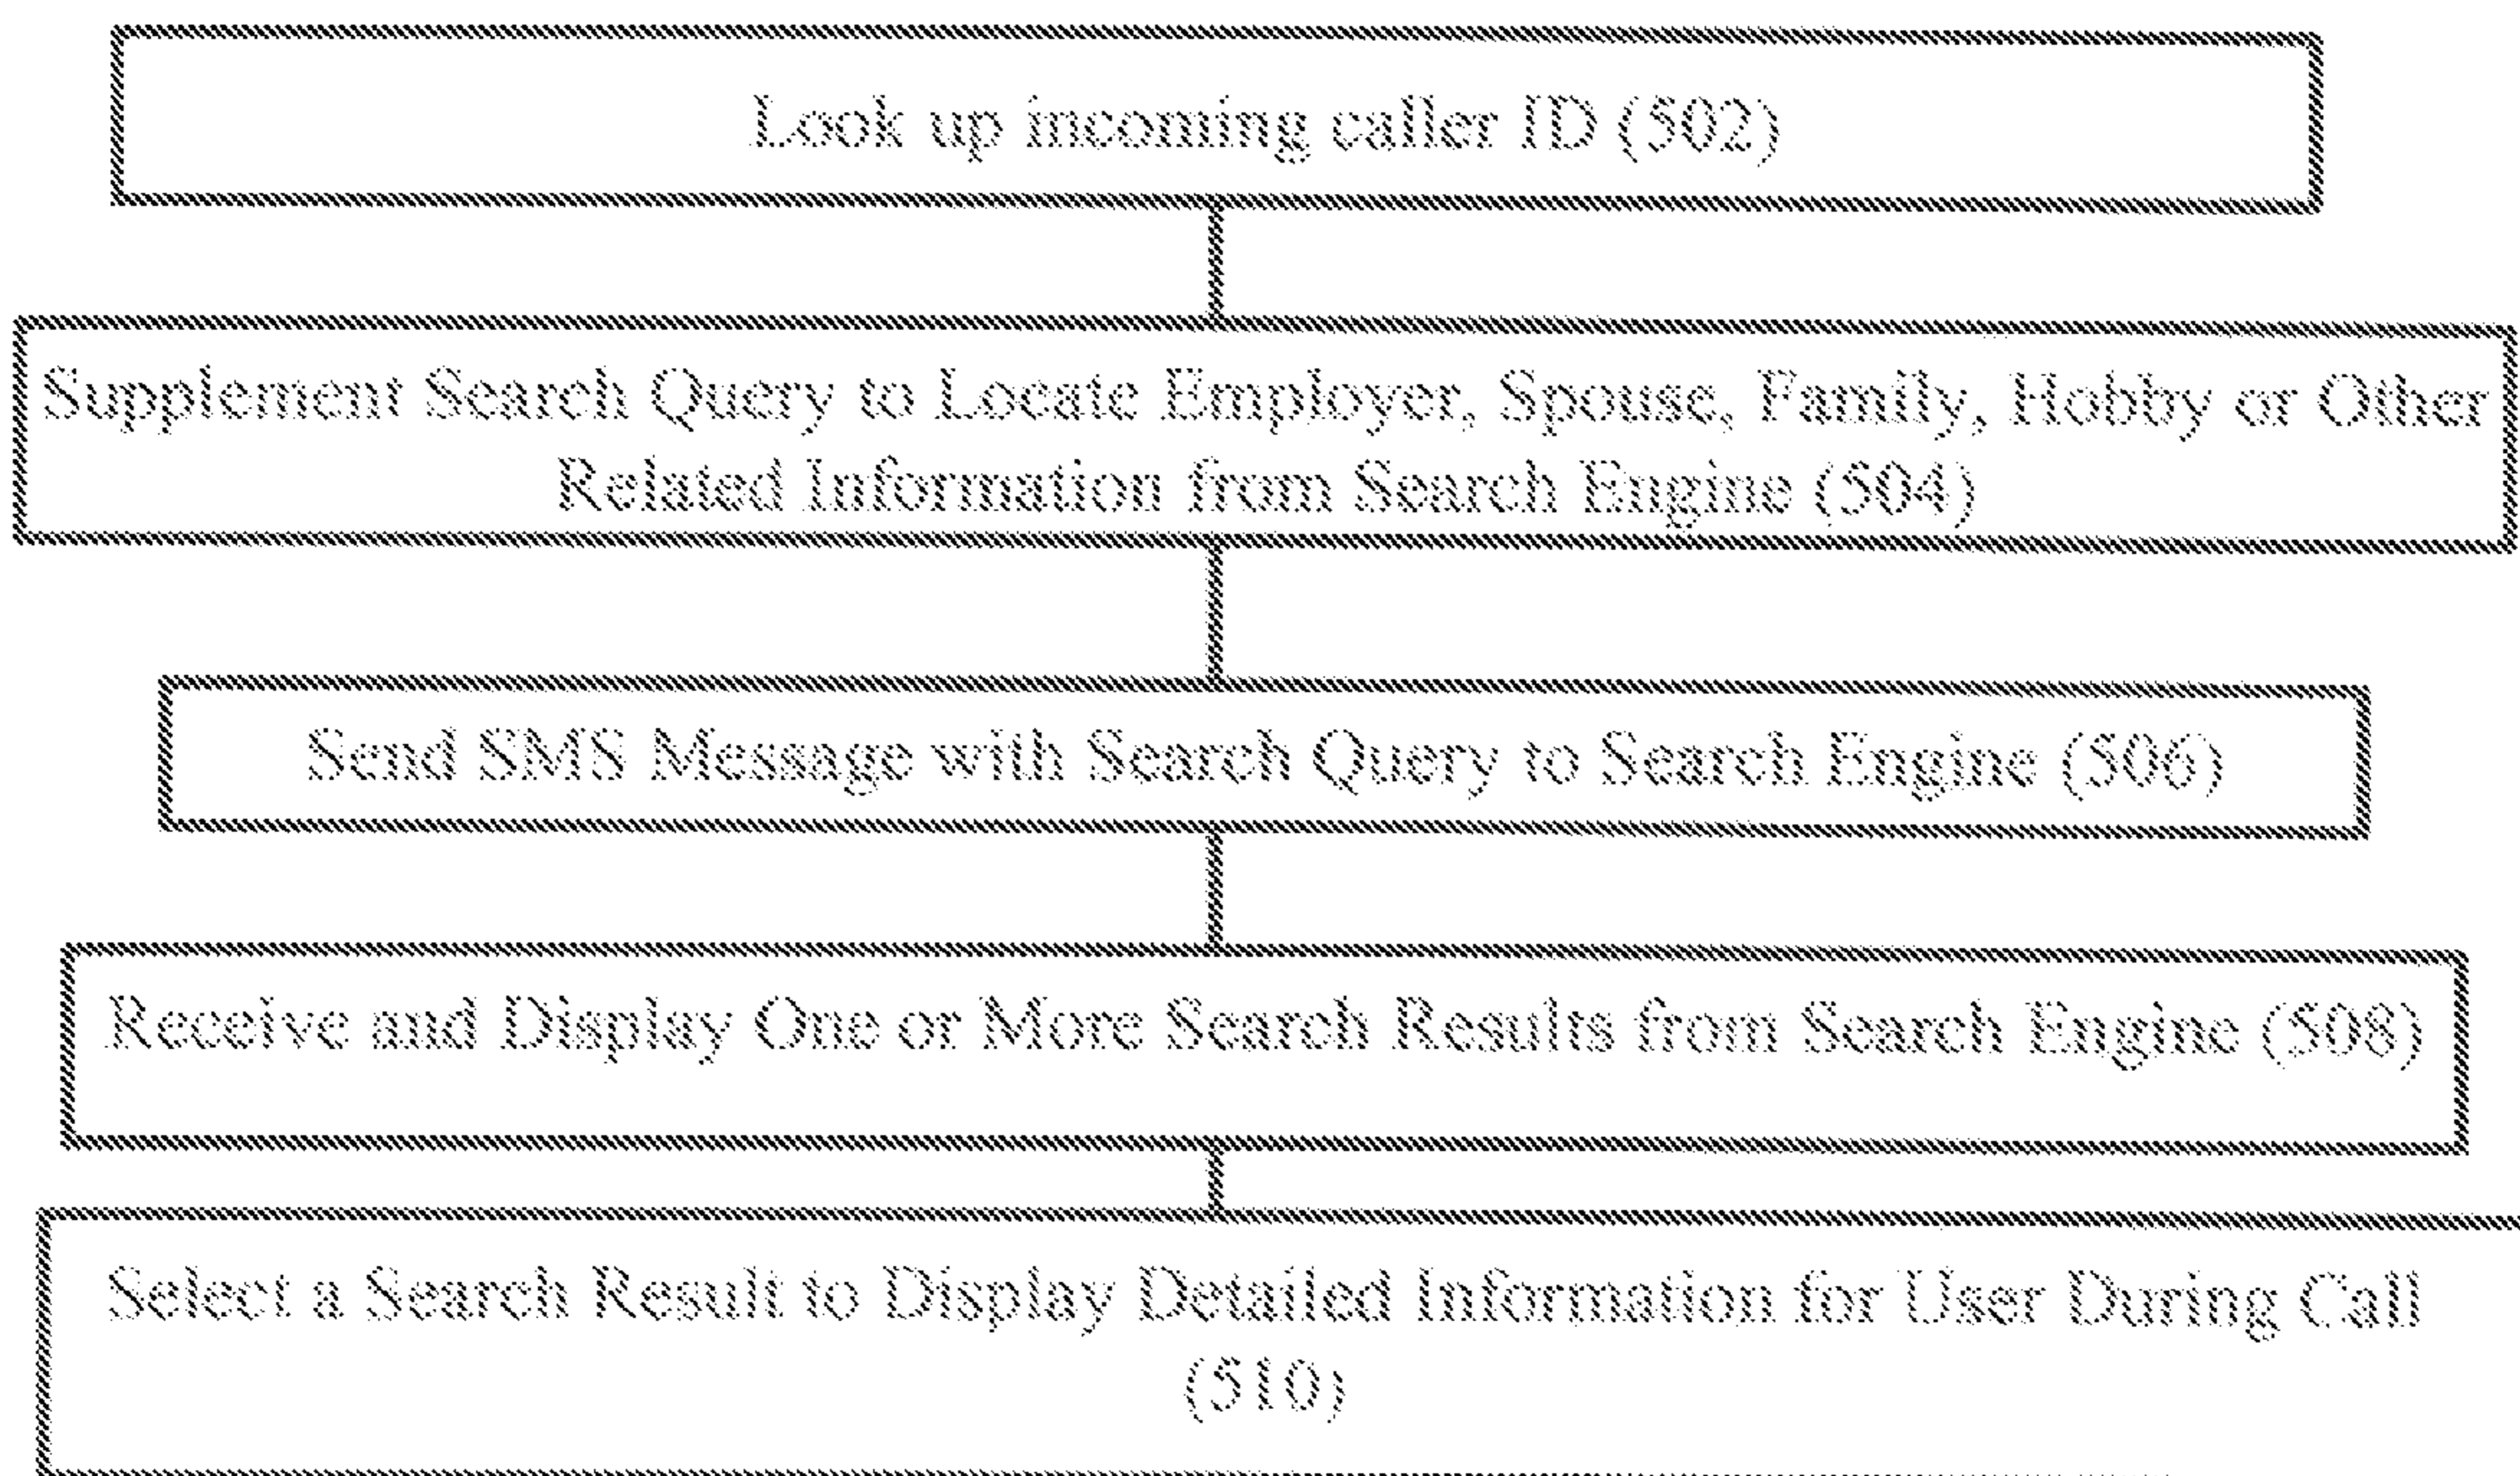 Look up incoming caller ID (502)
Supplement Search Query to Locate Employer, Spouse, Family, Hobby or Other
Related Information from Search Engine (504)
Send SMS Message with Search Query to Search Engine (506)
Receive and Display One or More Search Results from Search Engine (508)
Select a Search Result to Display Detailed Information for User During Call
(510)